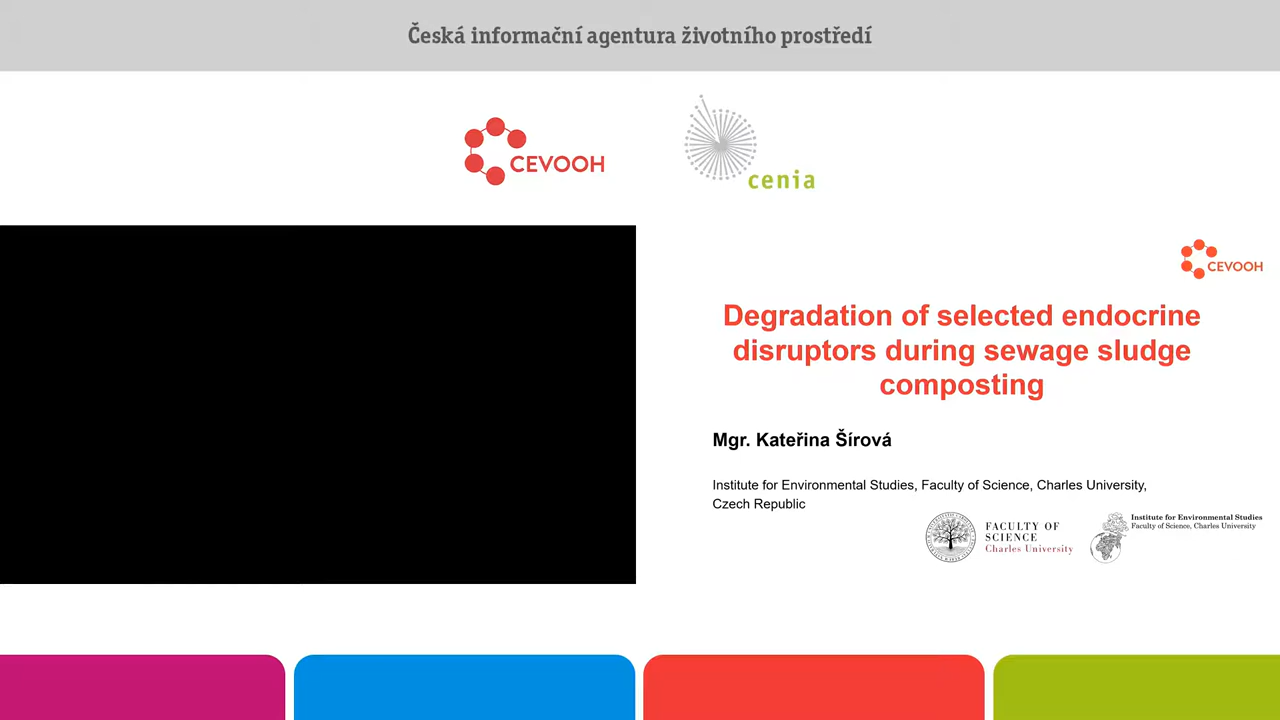 Česká informační agentura životního prostředí
CEVOOH
cenia
CEVOOH
Degradation of selected endocrine
disruptors during sewage sludge
composting
Mgr. Kateřina Šírová
Institute for Environmental Studies, Faculty of Science, Charles University,
Czech Republic
FACULTY OF
SCIENCE
Charles University
Institute for Environmental Studies
Faculty of Science, Charles University